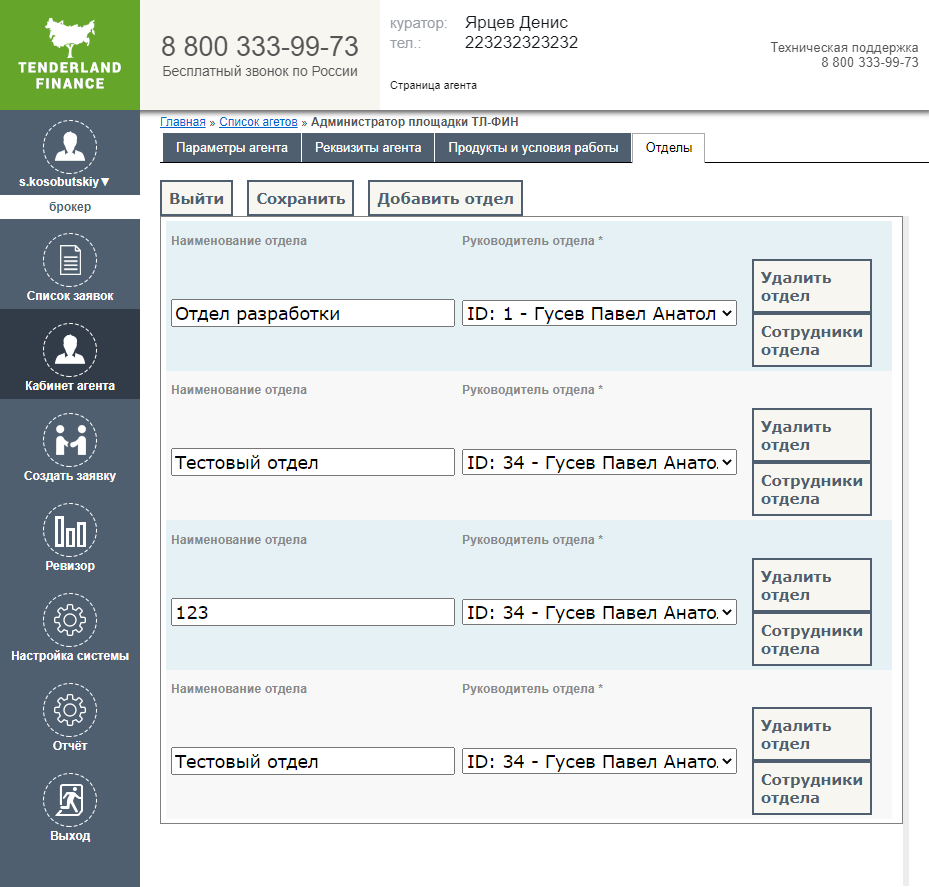 TENDERLAND
FINANCE
8 800 333-99-73
Бесплатный звонок по России
куратор: Ярцев Денис
тел.: 223232323232
Страница агента
Техническая поддержка
8 800 333-99-73
s.kosobutskiy▼
брокер
Список заявок
Кабинет агента
Создать заявку
Ревизор
Настройка системы
Отчёт
Выход
Главная » Список агетов » Администратор площадки ТЛ-ФИН
Параметры агента Реквизиты агента Продукты и условия работы Отделы
Выйти Сохранить Добавить отдел
Наименование отдела Руководитель отдела *
Отдел разработки ID: 1 - Гусев Павел Анатол
Удалить
отдел
Сотрудники
отдела
Наименование отдела Руководитель отдела *
Тестовый отдел ID: 34 - Гусев Павел Анатол
Удалить
отдел
Сотрудники
отдела
Наименование отдела Руководитель отдела *
123 ID: 34 - Гусев Павел Анатол
Удалить
отдел
Сотрудники
отдела
Наименование отдела Руководитель отдела *
Тестовый отдел ID: 34 - Гусев Павел Анатол
Удалить
отдел
Сотрудники
отдела